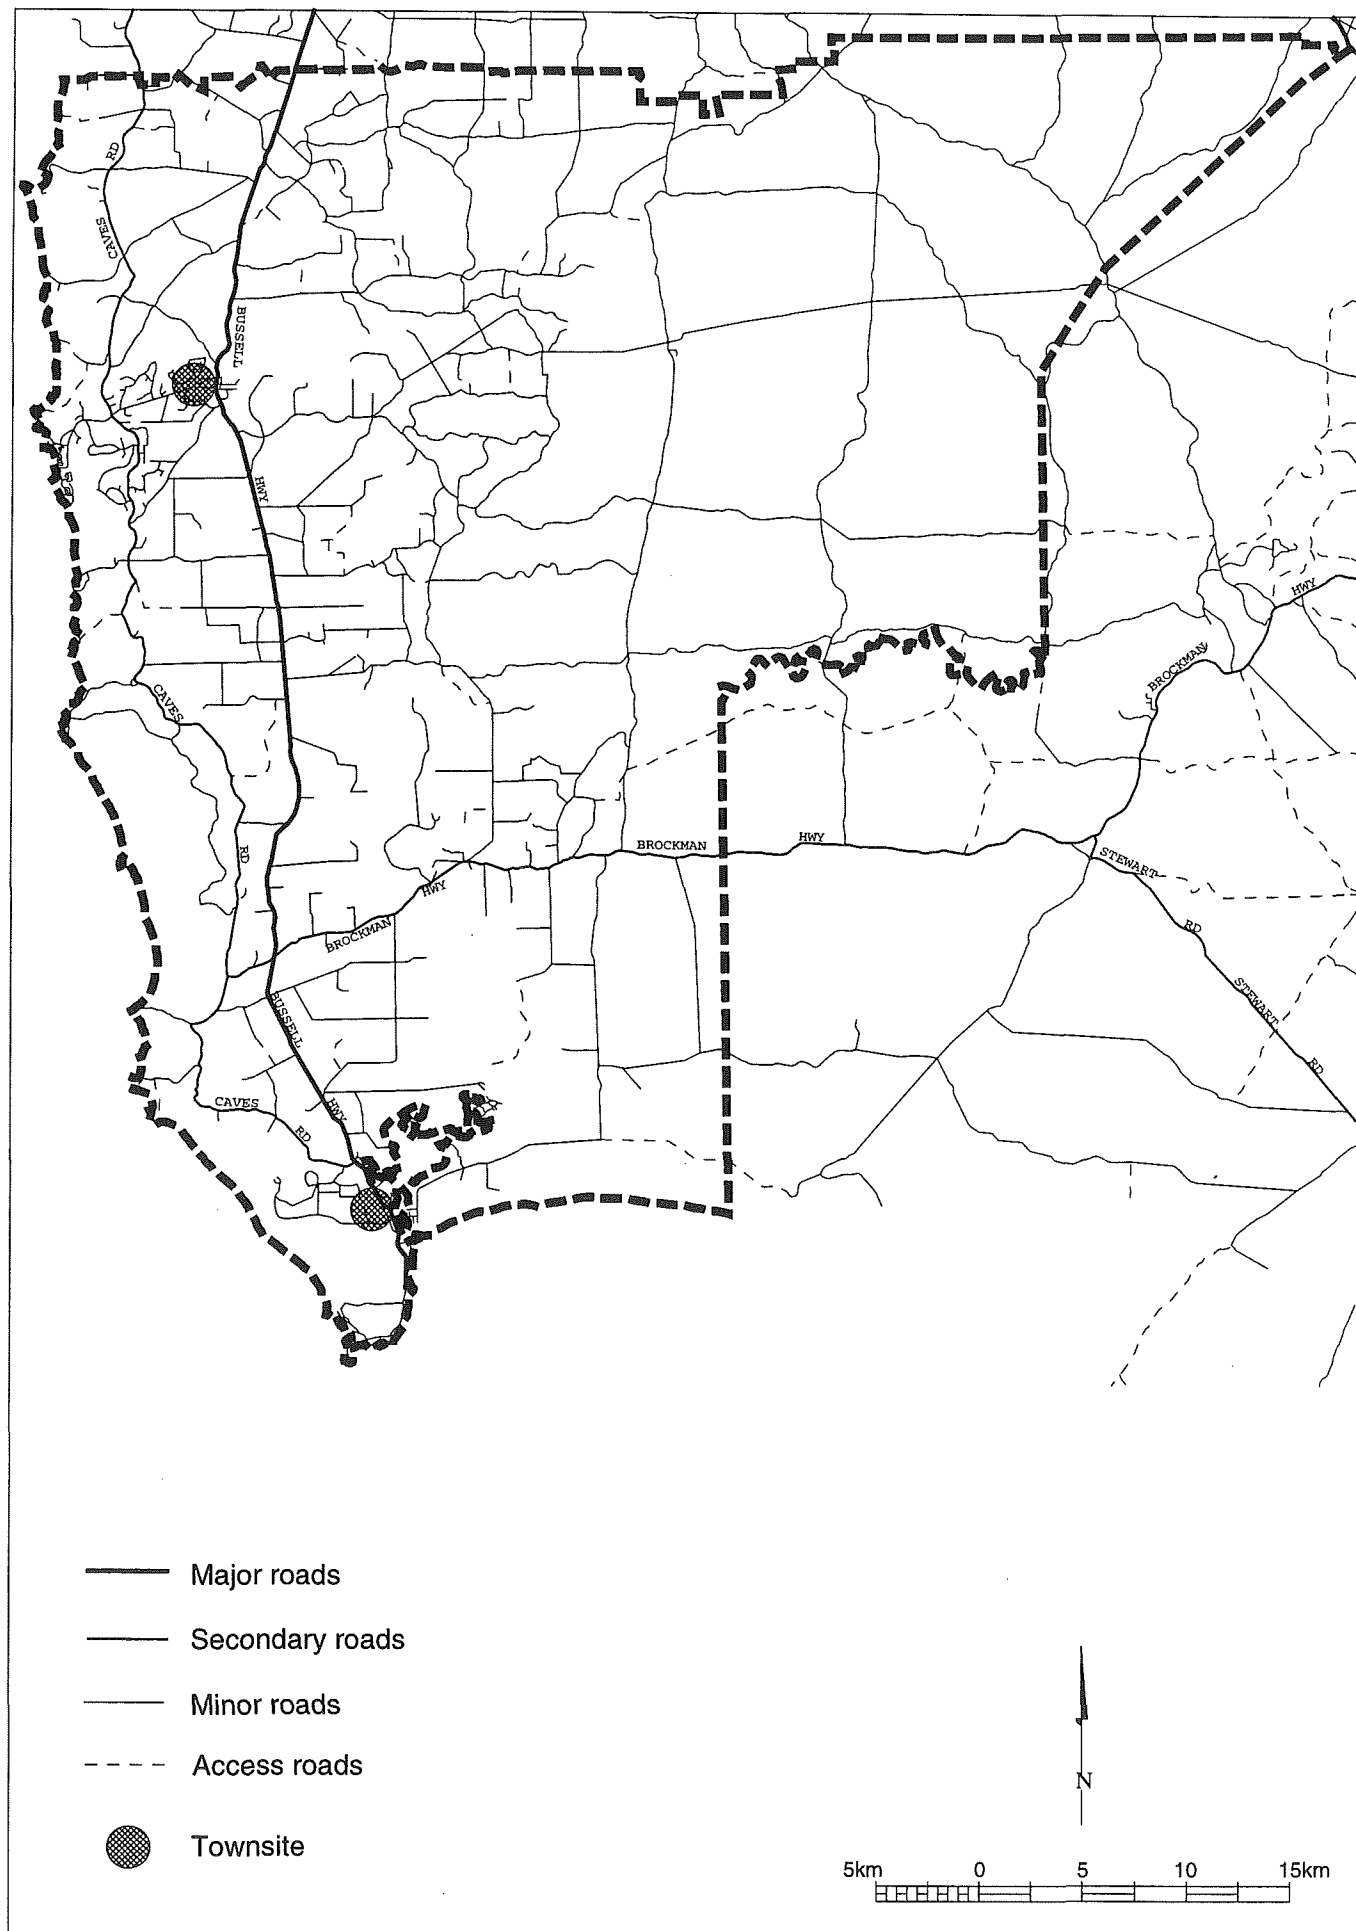 RD
CAVES
BUSSELL
HWY
HWY
BROCKMAN
CAVES
RD
BROCKMAN
HWY
HWY
BROCKMAN
STEWART
RD
STEWART
RD
BUSSELL
HWY
CAVES
RD
Major roads
Secondary roads
Minor roads
Access roads
Townsite
N
5km 0 5 10 15km